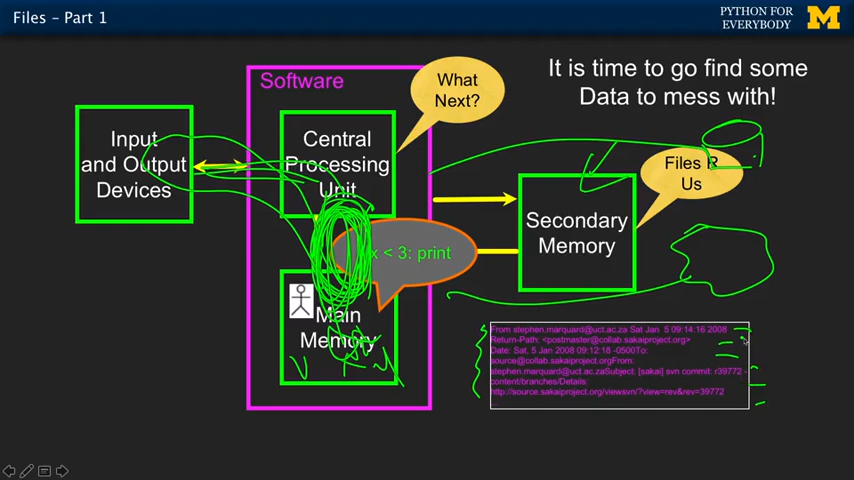 Files – Part 1
PYTHON FOR
EVERYBODY
M
Software
What
Next?
It is time to go find some
Data to mess with!
Input
and Output
Devices
Central
Processing
Unit
Files R
Us
Secondary
Memory
x < 3: print
Main
Memory
From stephen.marquard@uct.ac.za Sat Jan 5 09:14:16 2008
Return-Path: <postmaster@collab.sakaiproject.org>
Date: Sat, 5 Jan 2008 09:12:18 -0500To:
source@collab.sakaiproject.orgFrom:
stephen.marquard@uct.ac.zaSubject: [sakai] svn commit: r39772 -
content/branches/Details:
http://source.sakaiproject.org/viewsvn/?view=rev&rev=39772
...